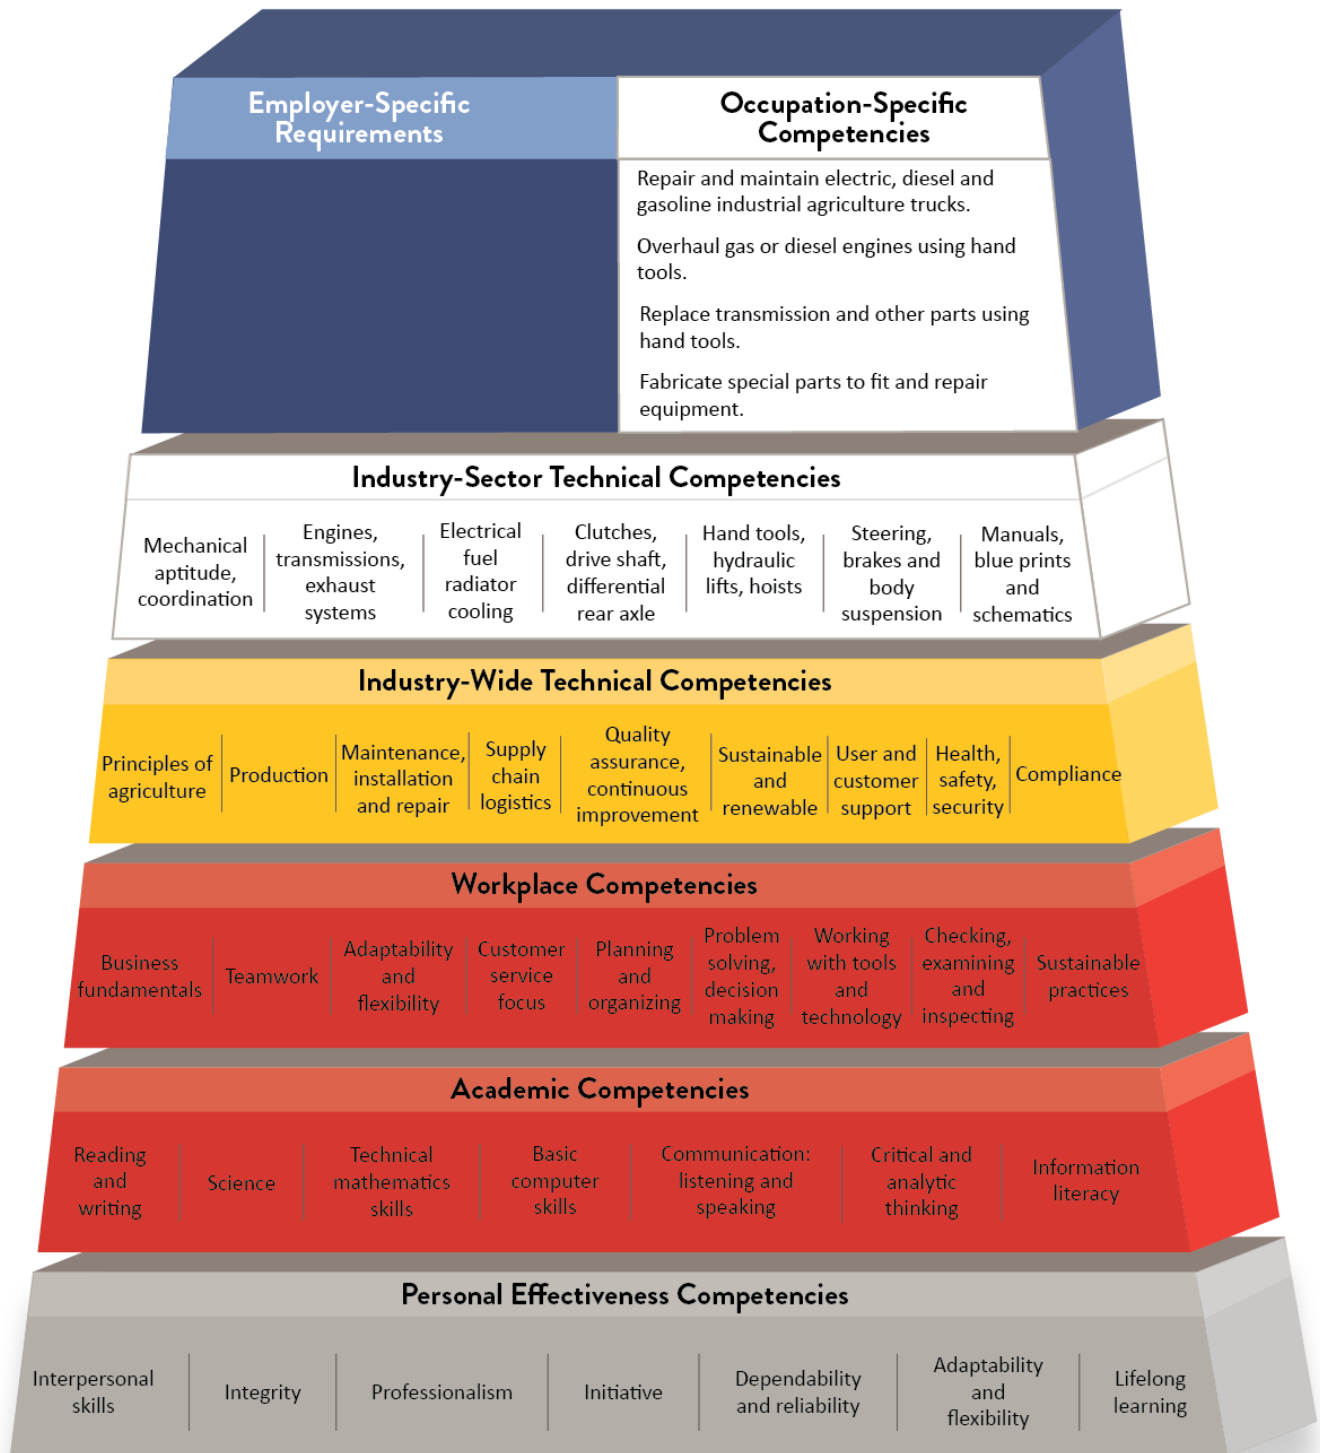 Employer-Specific
Requirements
Occupation-Specific
Competencies
Repair and maintain electric, diesel and
gasoline industrial agriculture trucks.
Overhaul gas or diesel engines using hand
tools.
Replace transmission and other parts using
hand tools.
Fabricate special parts to fit and repair
equipment.
Industry-Sector Technical Competencies
Mechanical
aptitude,
coordination
Engines,
transmissions,
exhaust
systems
Electrical
fuel
radiator
cooling
Clutches,
drive shaft,
differential
rear axle
Hand tools,
hydraulic
lifts, hoists
Steering,
brakes and
body
suspension
Manuals,
blue prints
and
schematics
Industry-Wide Technical Competencies
Principles of
agriculture
Production
Maintenance,
installation
and repair
Supply
chain
logistics
Quality
assurance,
continuous
improvement
Sustainable
and
renewable
User and
customer
support
Health,
safety,
security
Compliance
Workplace Competencies
Business
fundamentals
Teamwork
Adaptability
and
flexibility
Customer
service
focus
Planning
and
organizing
Problem
solving,
decision
making
Working
with tools
and
technology
Checking,
examining
and
inspecting
Sustainable
practices
Academic Competencies
Reading
and
writing
Science
Technical
mathematics
skills
Basic
computer
skills
Communication:
listening and
speaking
Critical and
analytic
thinking
Information
literacy
Personal Effectiveness Competencies
Interpersonal
skills
Integrity
Professionalism
Initiative
Dependability
and reliability
Adaptability
and
flexibility
Lifelong
learning